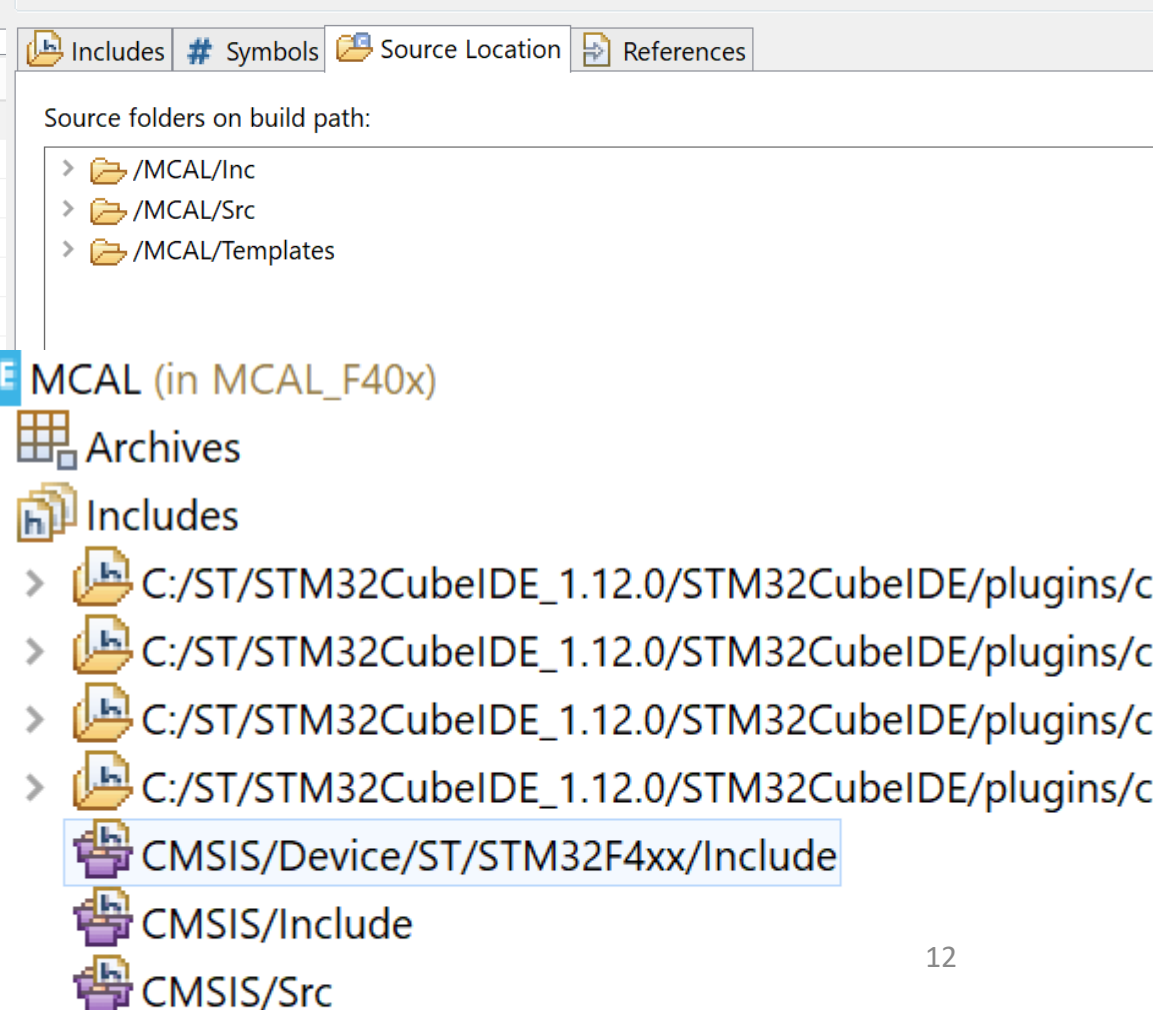 Includes # Symbols Source Location References
Source folders on build path:
/MCAL/Inc
/MCAL/Src
/MCAL/Templates
E MCAL (in MCAL_F40x)
Archives
Includes
C:/ST/STM32CubeIDE_1.12.0/STM32CubeIDE/plugins/c
C:/ST/STM32CubeIDE_1.12.0/STM32CubeIDE/plugins/c
C:/ST/STM32CubeIDE_1.12.0/STM32CubeIDE/plugins/c
C:/ST/STM32CubeIDE_1.12.0/STM32CubeIDE/plugins/c
CMSIS/Device/ST/STM32F4xx/Include
CMSIS/Include
12
CMSIS/Src